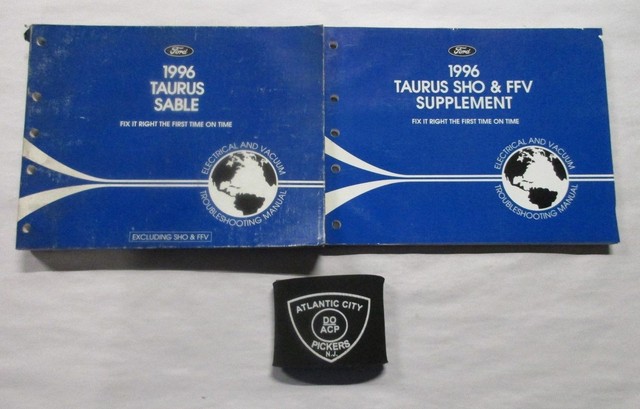 Ford
1996
TAURUS
SABLE
FIX IT RIGHT THE FIRST TIME ON TIME
ELECTRICAL AND VACUUM
TROUBLESHOOTING MANUAL
EXCLUDING SHO & FFV
Ford
1996
TAURUS SHO & FFV
SUPPLEMENT
FIX IT RIGHT THE FIRST TIME ON TIME
ELECTRICAL AND VACUUM
TROUBLESHOOTING MANUAL
ATLANTIC CITY
DO
ACP
PICKERS
N.J.